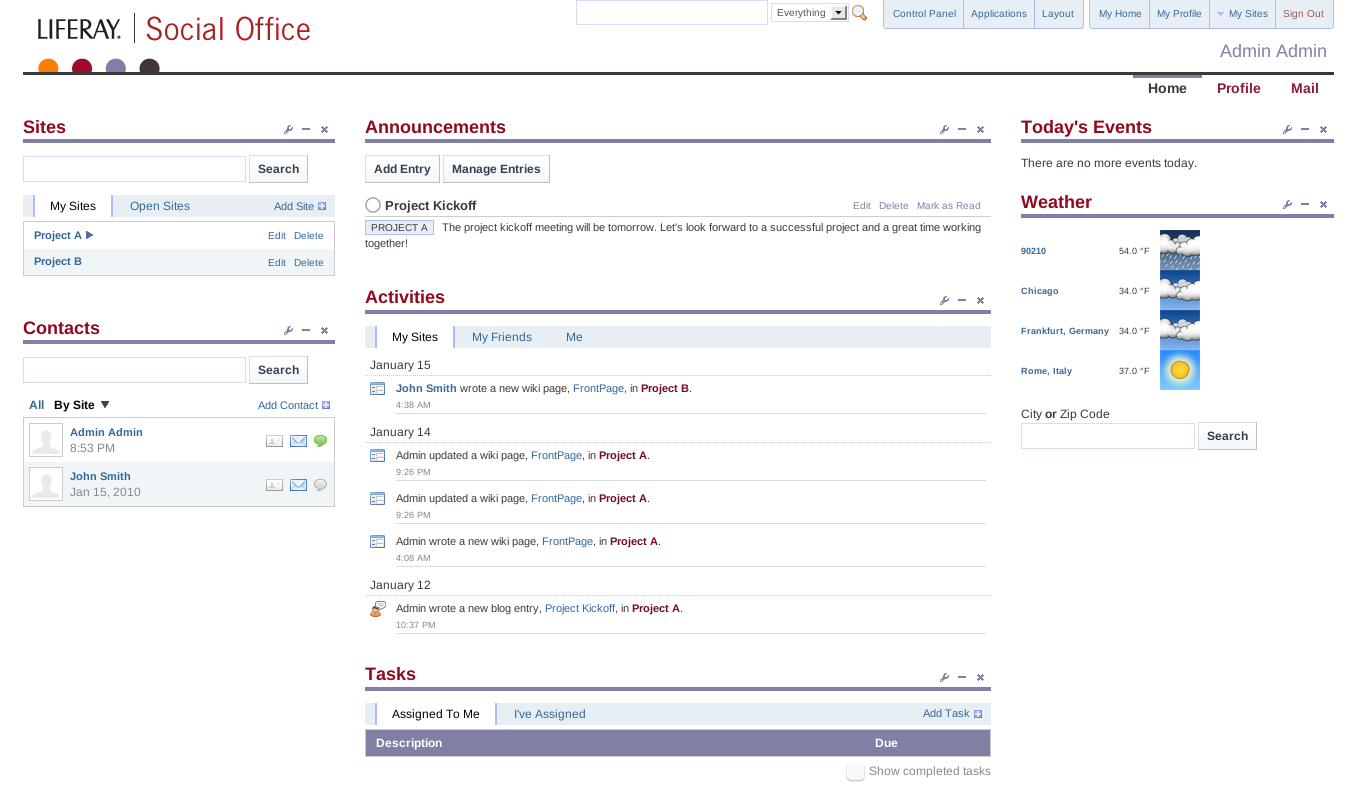 LIFERAY. Social Office
Everything
Control Panel Applications Layout My Home My Profile My Sites Sign Out
Admin Admin
Home Profile Mail
Sites
Search
My Sites Open Sites Add Site
Project A Edit Delete
Project B Edit Delete
Contacts
Search
All By Site Add Contact
Admin Admin
8:53 PM
John Smith
Jan 15, 2010
Announcements
Add Entry Manage Entries
Project Kickoff Edit Delete Mark as Read
PROJECT A The project kickoff meeting will be tomorrow. Let's look forward to a successful project and a great time working
together!
Activities
My Sites My Friends Me
January 15
John Smith wrote a new wiki page, FrontPage, in Project B.
4:38 AM
January 14
Admin updated a wiki page, FrontPage, in Project A.
9:26 PM
Admin updated a wiki page, FrontPage, in Project A.
9:26 PM
Admin wrote a new wiki page, FrontPage, in Project A.
4:08 AM
January 12
Admin wrote a new blog entry, Project Kickoff, in Project A.
10:37 PM
Tasks
Assigned To Me I've Assigned Add Task
Description Due
Show completed tasks
Today's Events
There are no more events today.
Weather
90210 54.0 °F
Chicago 34.0 °F
Frankfurt, Germany 34.0 °F
Rome, Italy 37.0 °F
City or Zip Code
Search